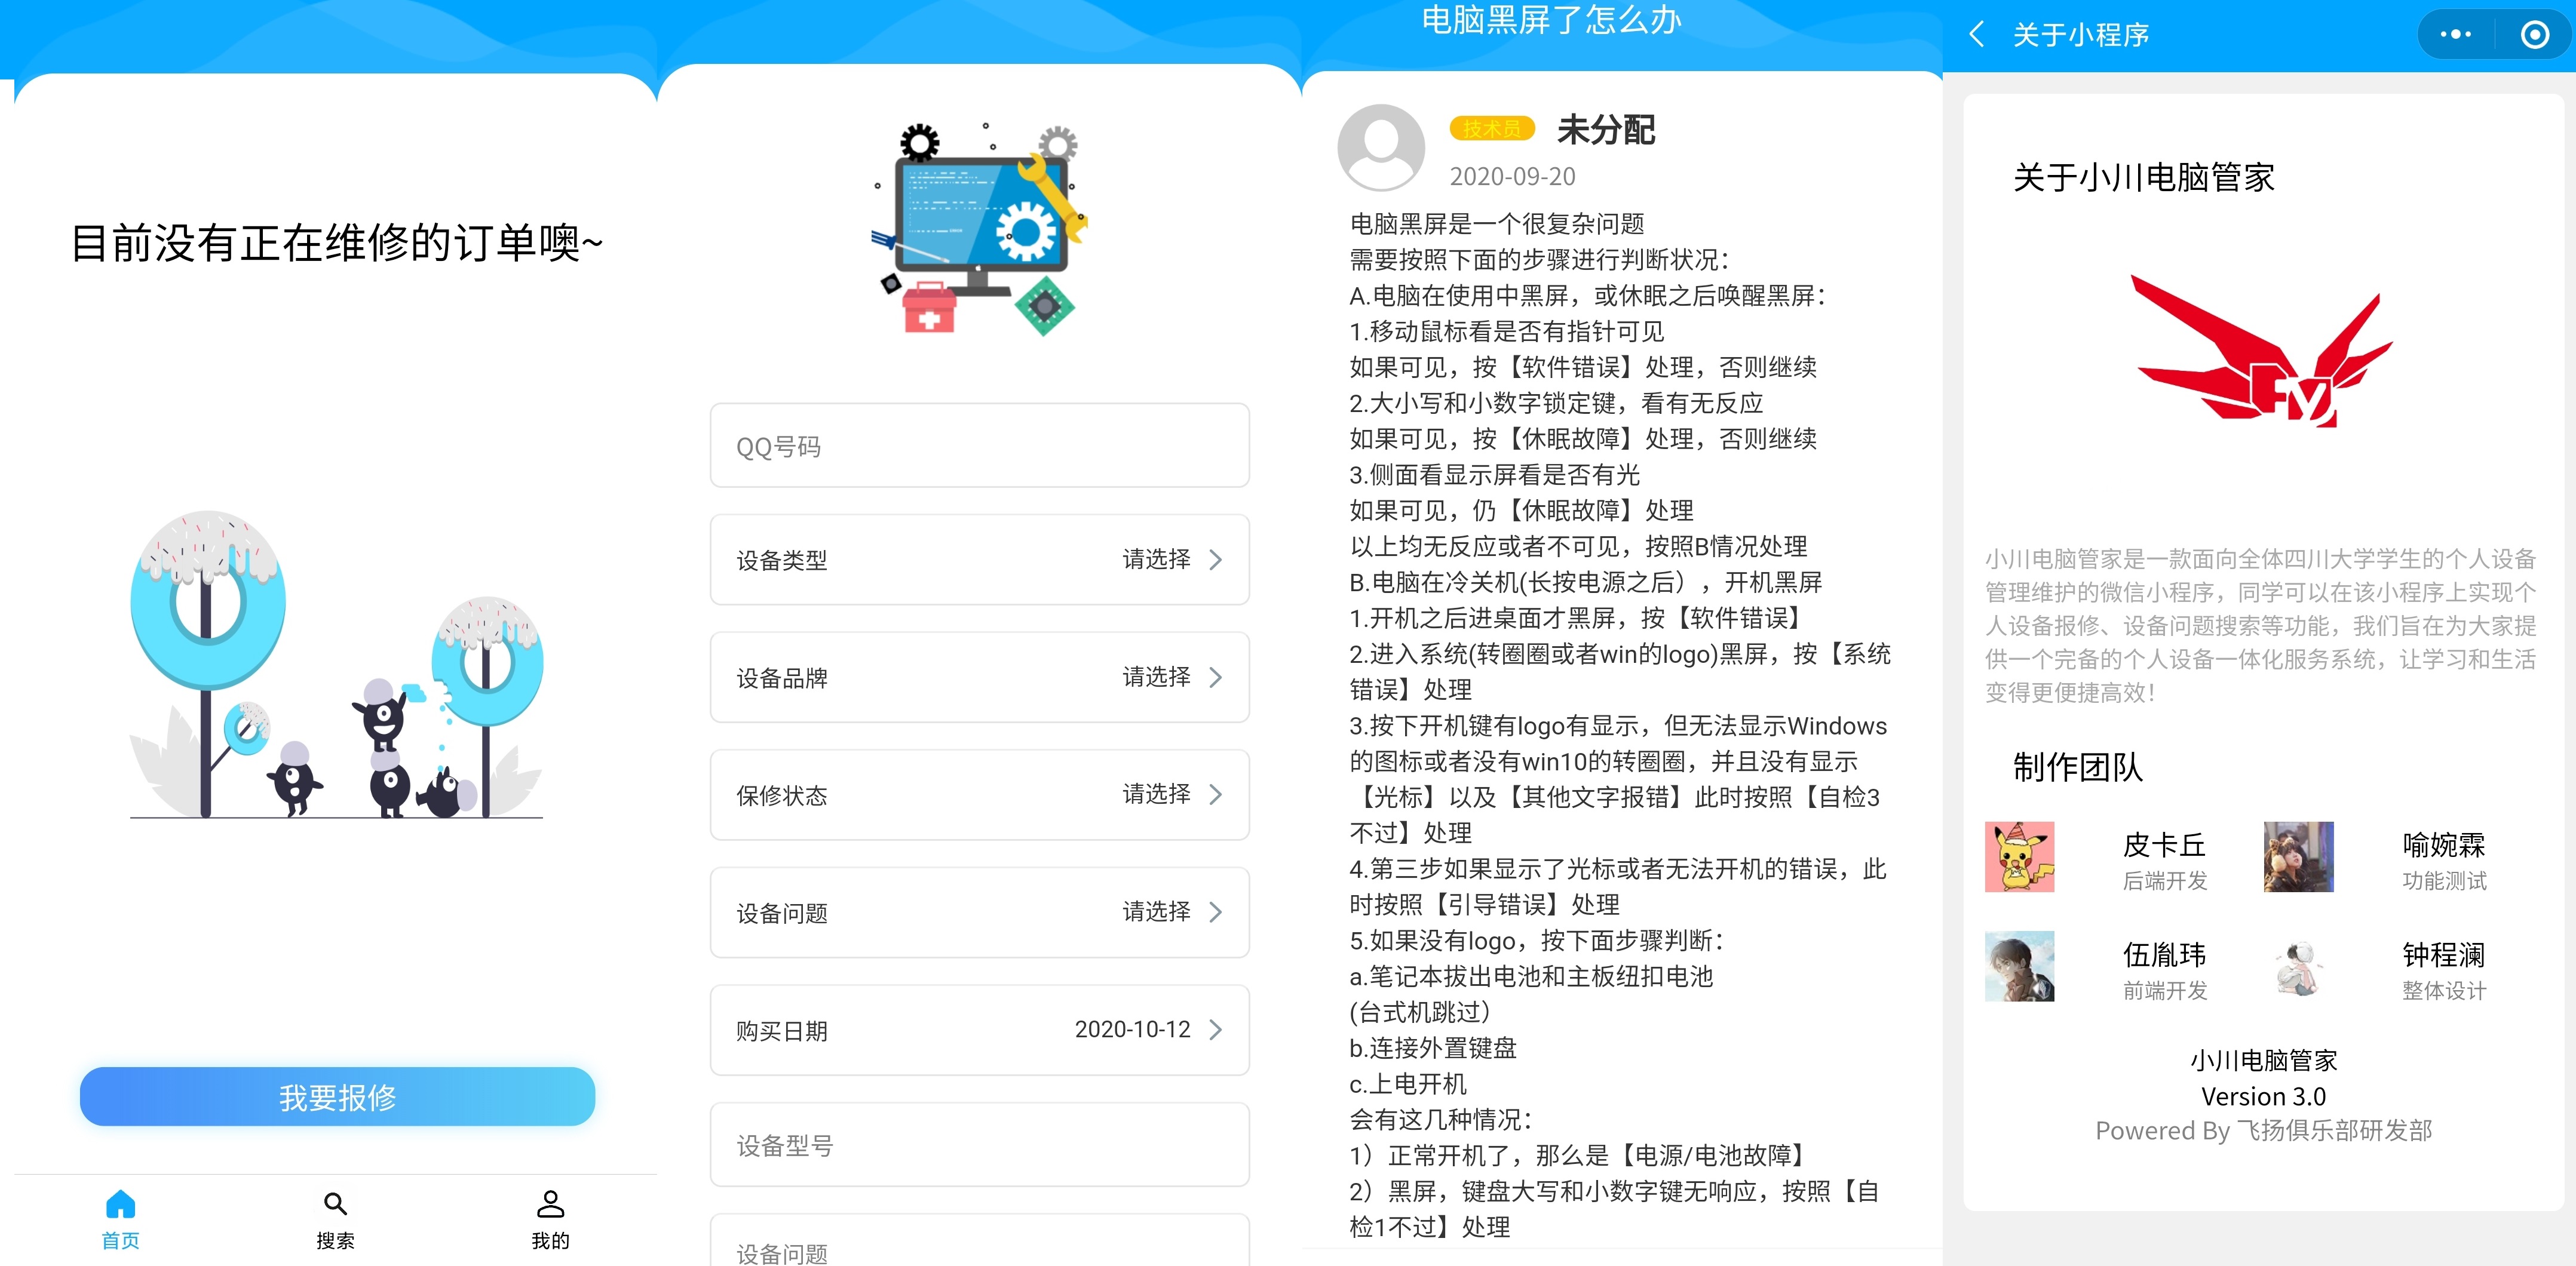 目前没有正在维修的订单噢~
我要报修
首页
搜索
我的
QQ号码
设备类型 请选择
设备品牌 请选择
保修状态 请选择
设备问题 请选择
购买日期 2020-10-12
设备型号
设备问题
电脑黑屏了怎么办
技术员 未分配
2020-09-20
电脑黑屏是一个很复杂问题
需要按照下面的步骤进行判断状况：
A.电脑在使用中黑屏，或休眠之后唤醒黑屏：
1.移动鼠标看是否有指针可见
如果可见，按【软件错误】处理，否则继续
2.大小写和小数字锁定键，看有无反应
如果可见，按【休眠故障】处理，否则继续
3.侧面看显示屏看是否有光
如果可见，仍【休眠故障】处理
以上均无反应或者不可见，按照B情况处理
B.电脑在冷关机(长按电源之后），开机黑屏
1.开机之后进桌面才黑屏，按【软件错误】
2.进入系统(转圈圈或者win的logo)黑屏，按【系统
错误】处理
3.按下开机键有logo有显示，但无法显示Windows
的图标或者没有win10的转圈圈，并且没有显示
【光标】以及【其他文字报错】此时按照【自检3
不过】处理
4.第三步如果显示了光标或者无法开机的错误，此
时按照【引导错误】处理
5.如果没有logo，按下面步骤判断：
a.笔记本拔出电池和主板纽扣电池
(台式机跳过）
b.连接外置键盘
c.上电开机
会有这几种情况：
1）正常开机了，那么是【电源/电池故障】
2）黑屏，键盘大写和小数字键无响应，按照【自
检1不过】处理
关于小程序
关于小川电脑管家
Fy
小川电脑管家是一款面向全体四川大学学生的个人设备
管理维护的微信小程序，同学可以在该小程序上实现个
人设备报修、设备问题搜索等功能，我们旨在为大家提
供一个完备的个人设备一体化服务系统，让学习和生活
变得更便捷高效！
制作团队
皮卡丘
后端开发
喻婉霖
功能测试
伍胤玮
前端开发
钟程澜
整体设计
小川电脑管家
Version 3.0
Powered By 飞扬俱乐部研发部